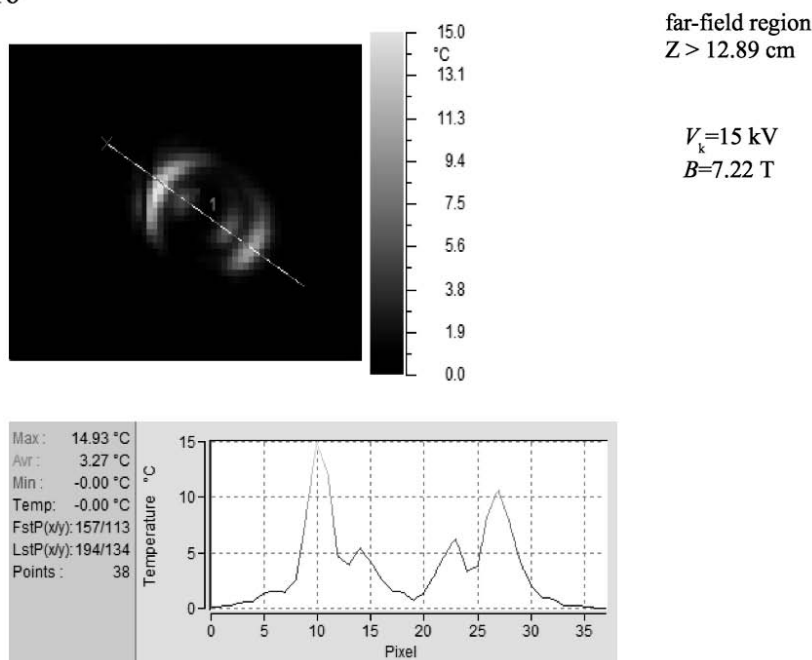 15.0
°C
13.1
11.3
9.4
7.5
5.6
3.8
1.9
0.0
1
far-field region
Z > 12.89 cm
Vk=15 kV
B=7.22 T
Max : 14.93 °C
Avr : 3.27 °C
Min : -0.00 °C
Temp: -0.00 °C
FstP(x/y): 157/113
LstP(x/y): 194/134
Points : 38
Temperature °C
15
10
5
0
0 5 10 15 20 25 30 35
Pixel